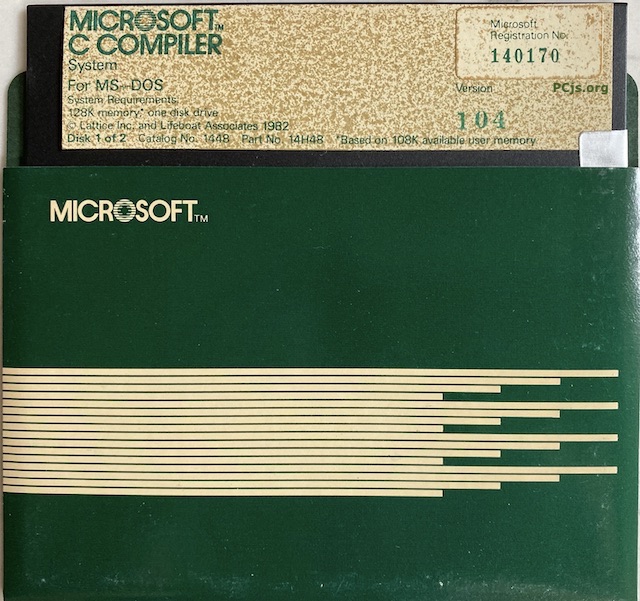 MICROSOFT™
C COMPILER
System
For MS-DOS
System Requirements:
128K memory,* one disk drive
© Lattice Inc. and Lifeboat Associates 1982
Disk 1 of 2 Catalog No. 1448 Part No. 14H48 *Based on 108K available user memory.
Microsoft
Registration No.
140170
Version
PCjs.org
104
MICROSOFT™